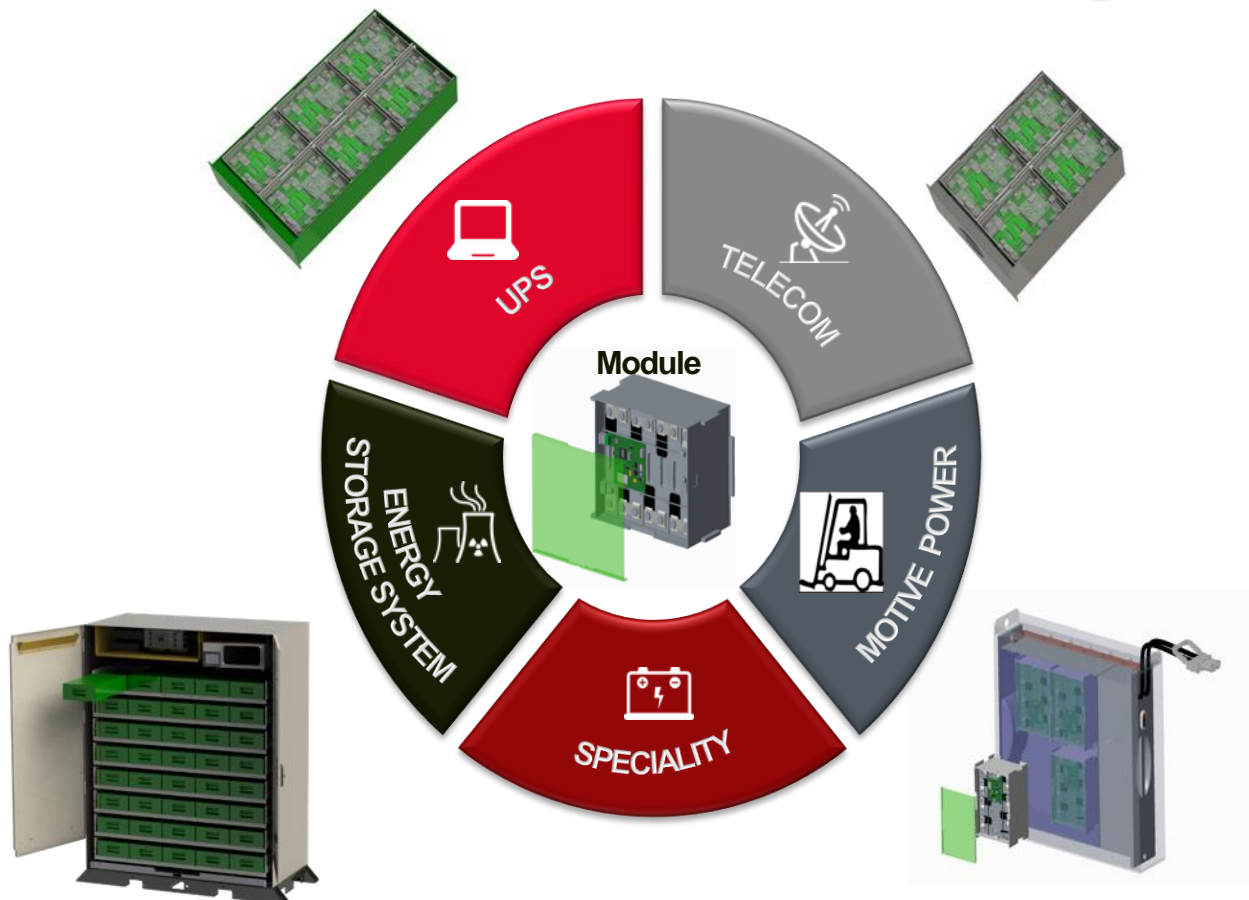 UPS
TELECOM
Module
ENERGY
STORAGE SYSTEM
MOTIVE POWER
SPECIALITY